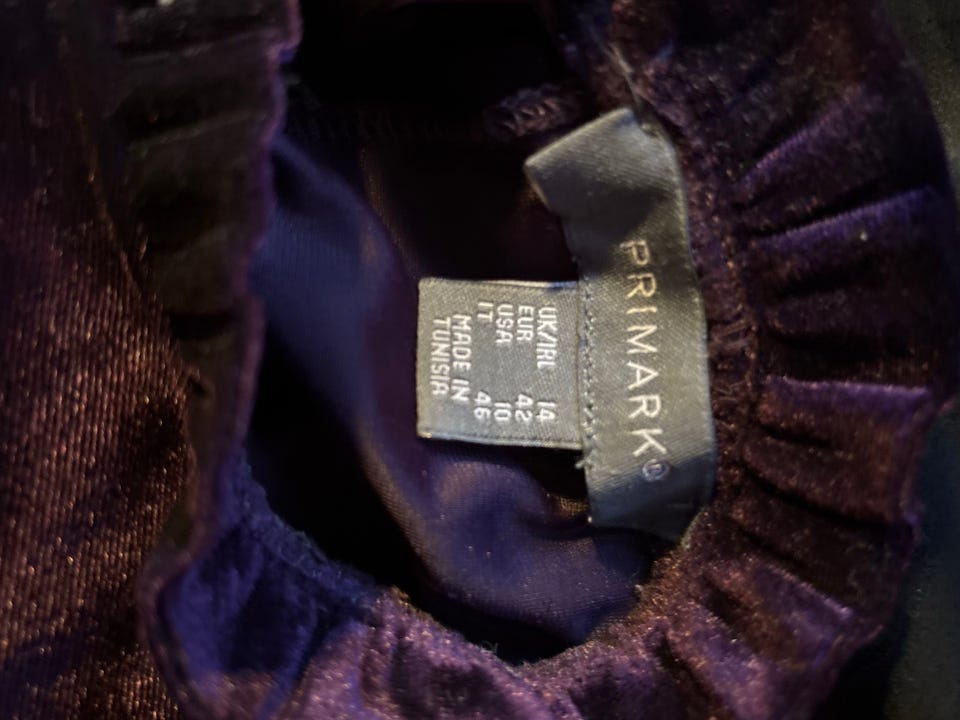 PRIMARK®
UK/IRL 14
EUR 42
USA 10
IT 46
MADE IN
TUNISIA